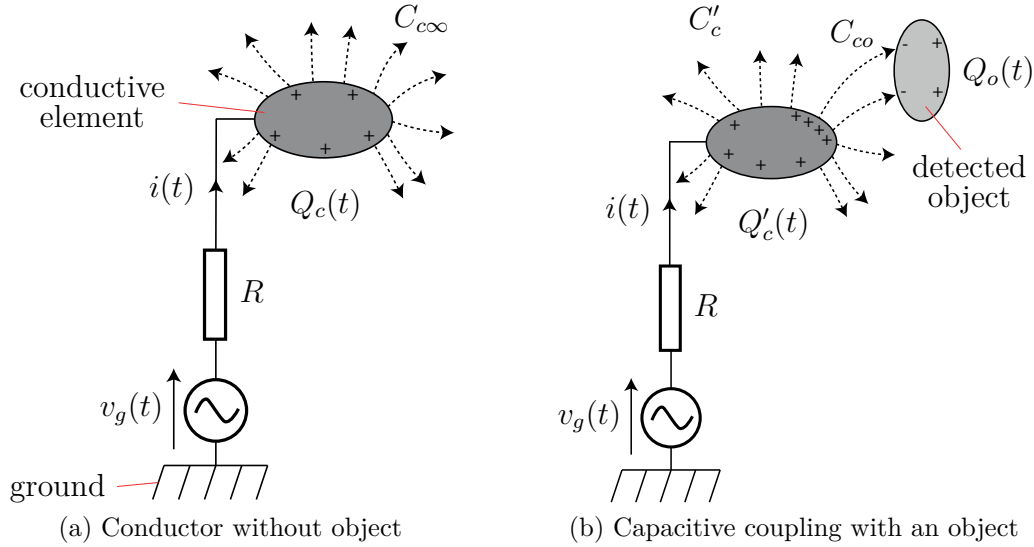 C_{c∞}
conductive
element
i(t)
Q_c(t)
R
v_g(t)
ground
(a) Conductor without object
C'_c
C_{co}
Q_o(t)
detected
object
i(t)
Q'_c(t)
R
v_g(t)
(b) Capacitive coupling with an object